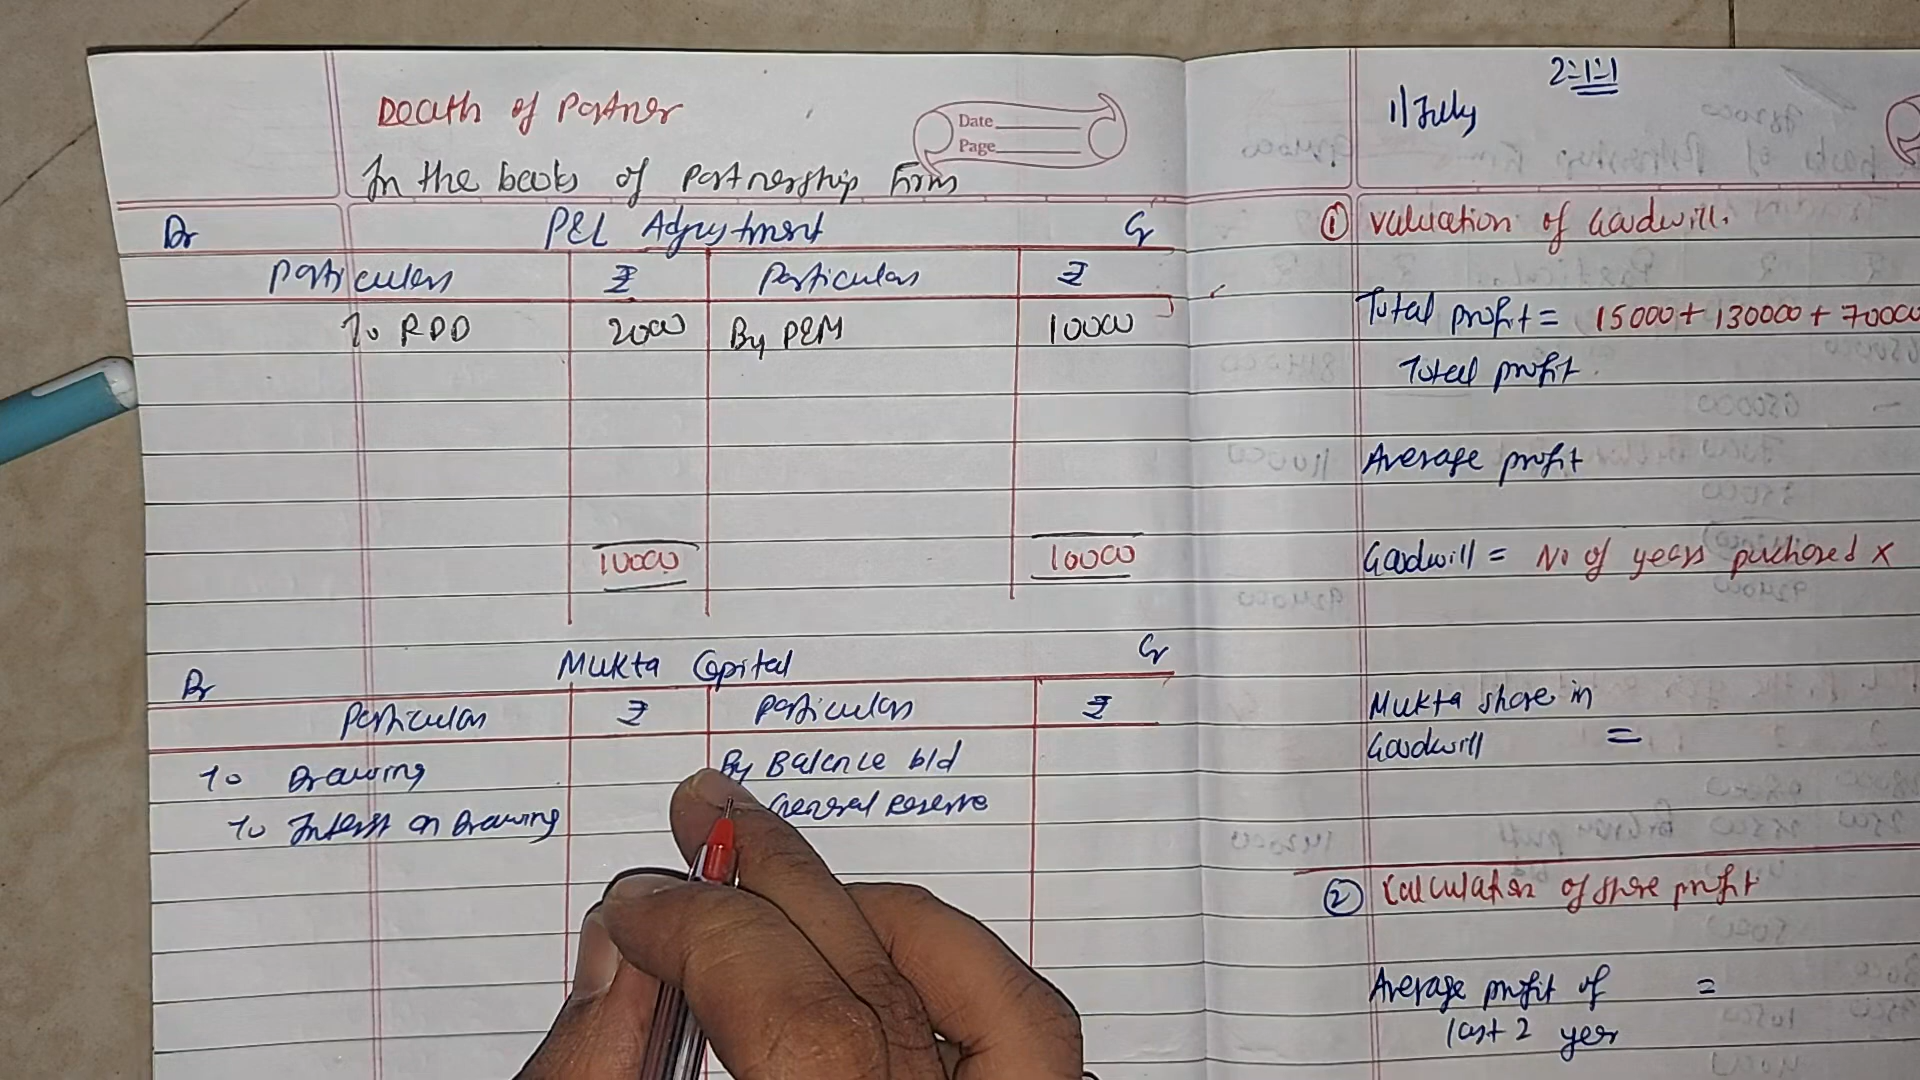 Death of Partner
Date
Page
In the books of Partnership Firm
Dr P&L Adjustment Cr
Particulars ₹ Particulars ₹
To RDD 2000 By P&M 10000
10000 10000
Dr Mukta Capital Cr
Particulars ₹ Particulars ₹
To Drawing By Balance b/d
To Interest on Drawing General Reserve
2:1:1
1/July
① Valuation of Goodwill.
Total profit = 15000 + 130000 + 70000
Total profit
Average profit
Goodwill = No of years purchased ×
Mukta share in
Goodwill =
② Calculation of share profit
Average profit of =
last 2 year